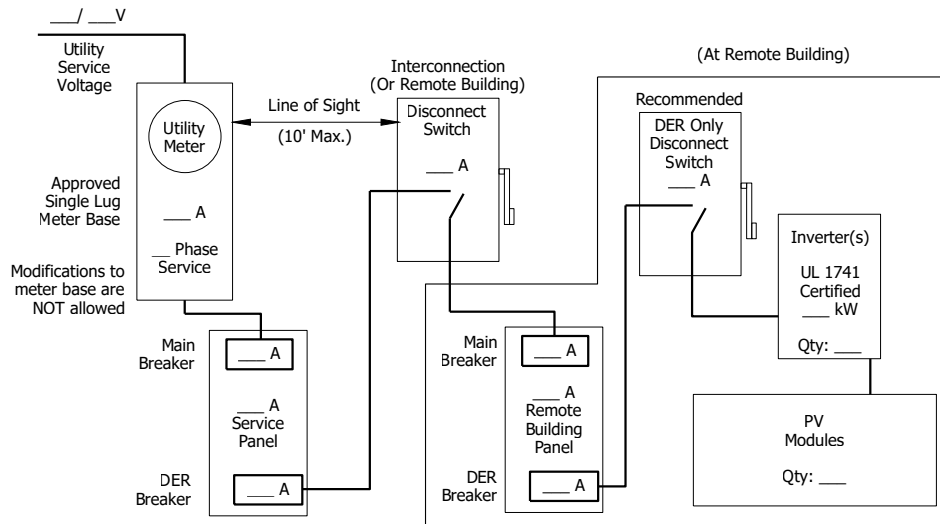 ___/ ___V
Utility
Service
Voltage
Utility
Meter
Approved
Single Lug
Meter Base
___ A
__ Phase
Service
Modifications to
meter base are
NOT allowed
Line of Sight
(10' Max.)
Interconnection
(Or Remote Building)
Disconnect
Switch
___ A
(At Remote Building)
Recommended
DER Only
Disconnect
Switch
___ A
Inverter(s)
UL 1741
Certified
___ kW
Qty: ___
Main
Breaker
___ A
___ A
Service
Panel
DER
Breaker
___ A
Main
Breaker
___ A
___ A
Remote
Building
Panel
DER
Breaker
___ A
PV
Modules
Qty: ___